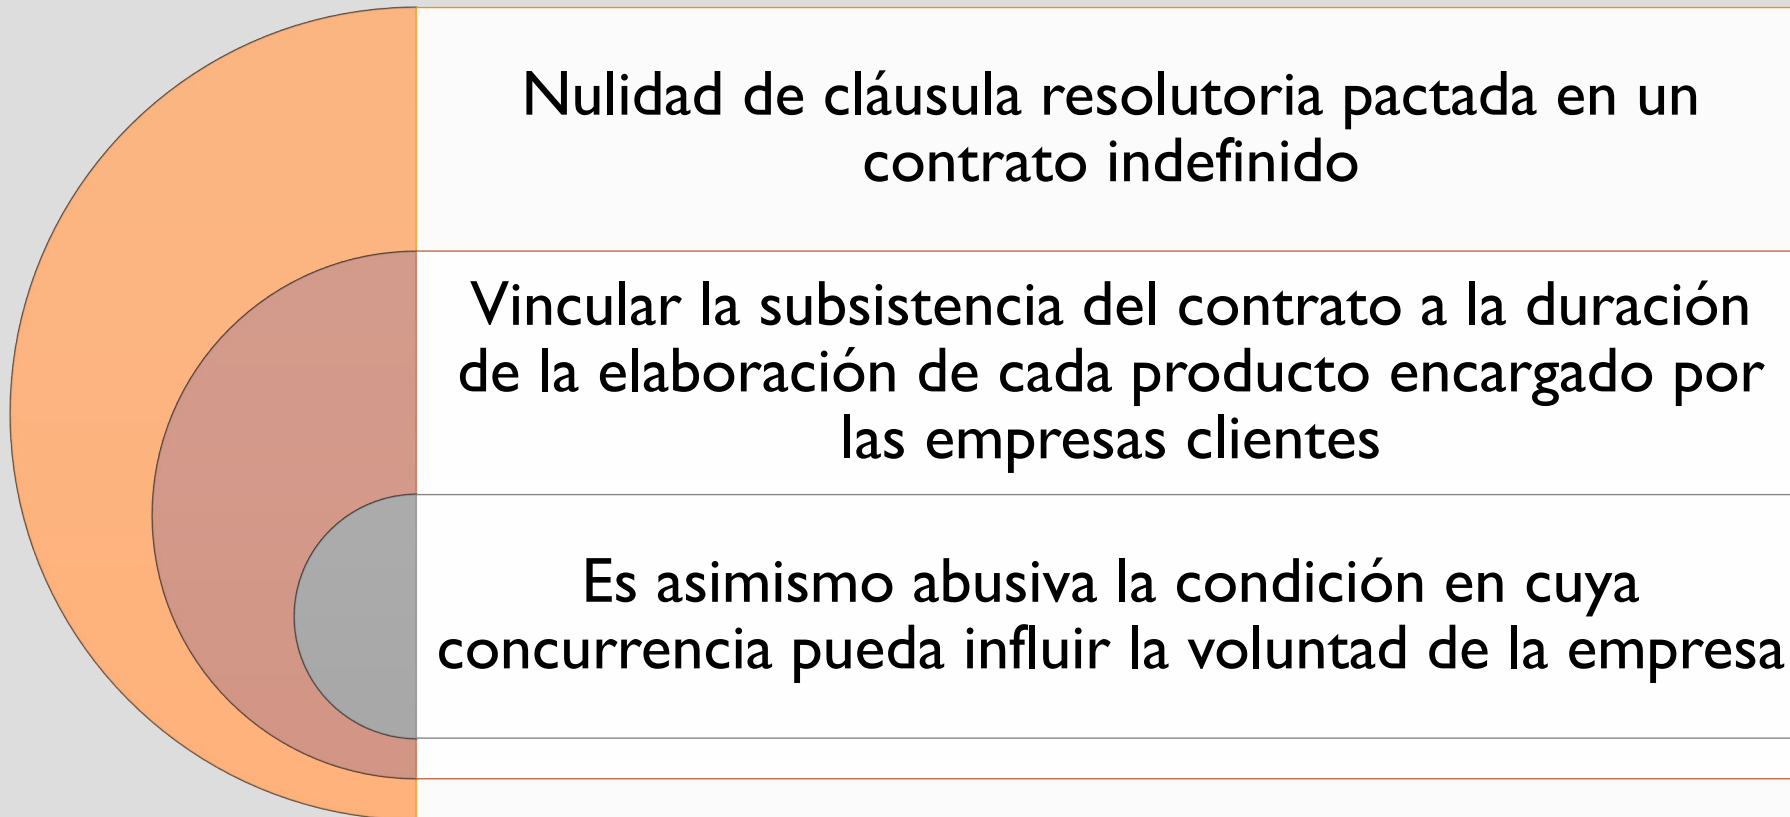 Nulidad de cláusula resolutoria pactada en un
contrato indefinido
Vincular la subsistencia del contrato a la duración
de la elaboración de cada producto encargado por
las empresas clientes
Es asimismo abusiva la condición en cuya
concurrencia pueda influir la voluntad de la empresa